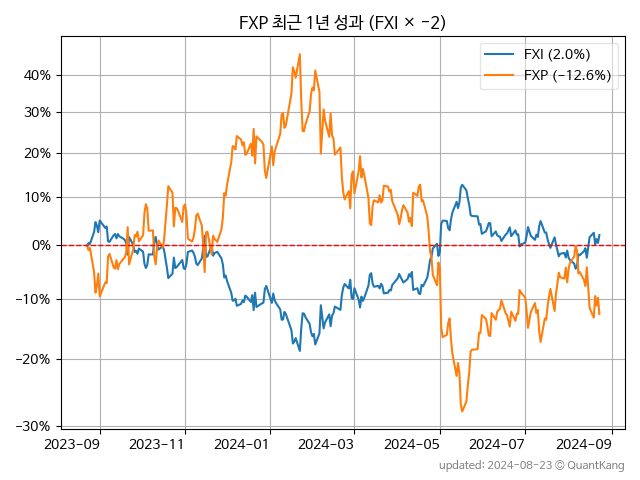 FXP 최근 1년 성과 (FXI × −2)
FXI (2.0%)
FXP (−12.6%)
40%
30%
20%
10%
0%
−10%
−20%
−30%
2023-09 2023-11 2024-01 2024-03 2024-05 2024-07 2024-09
updated: 2024-08-23 © QuantKang